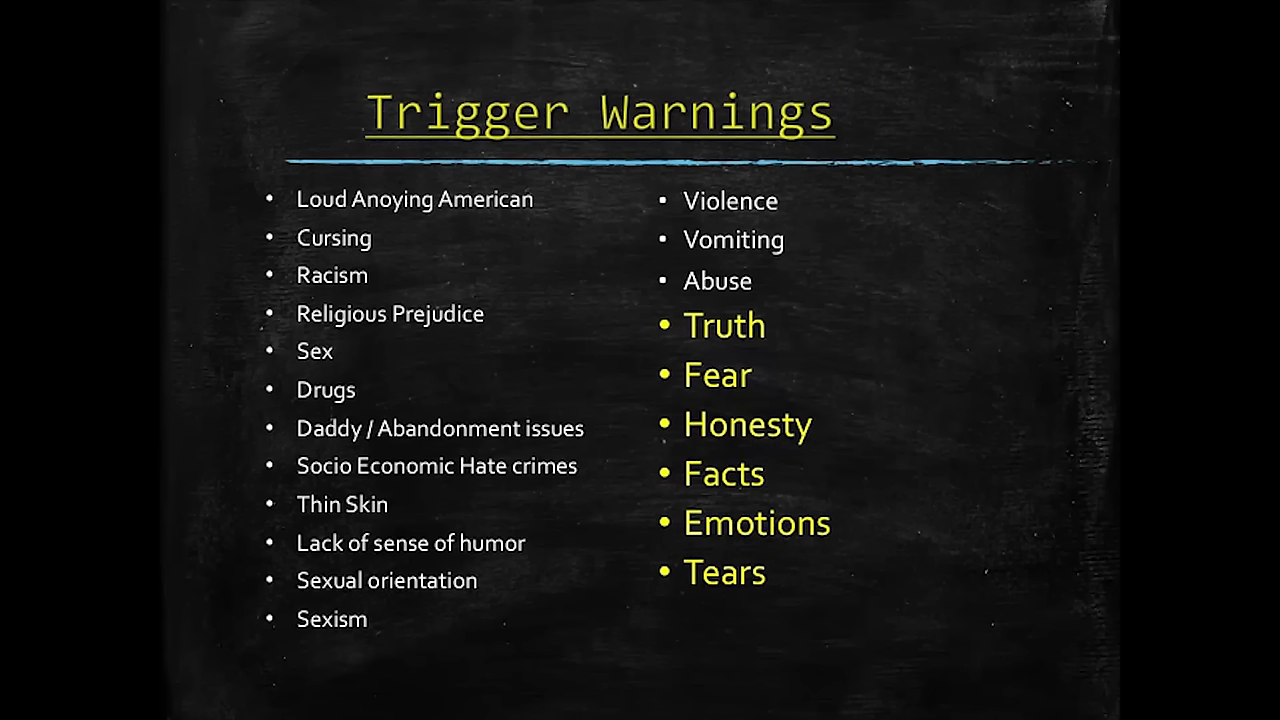 Trigger Warnings
• Loud Anoying American
• Cursing
• Racism
• Religious Prejudice
• Sex
• Drugs
• Daddy / Abandonment issues
• Socio Economic Hate crimes
• Thin Skin
• Lack of sense of humor
• Sexual orientation
• Sexism
• Violence
• Vomiting
• Abuse
• Truth
• Fear
• Honesty
• Facts
• Emotions
• Tears